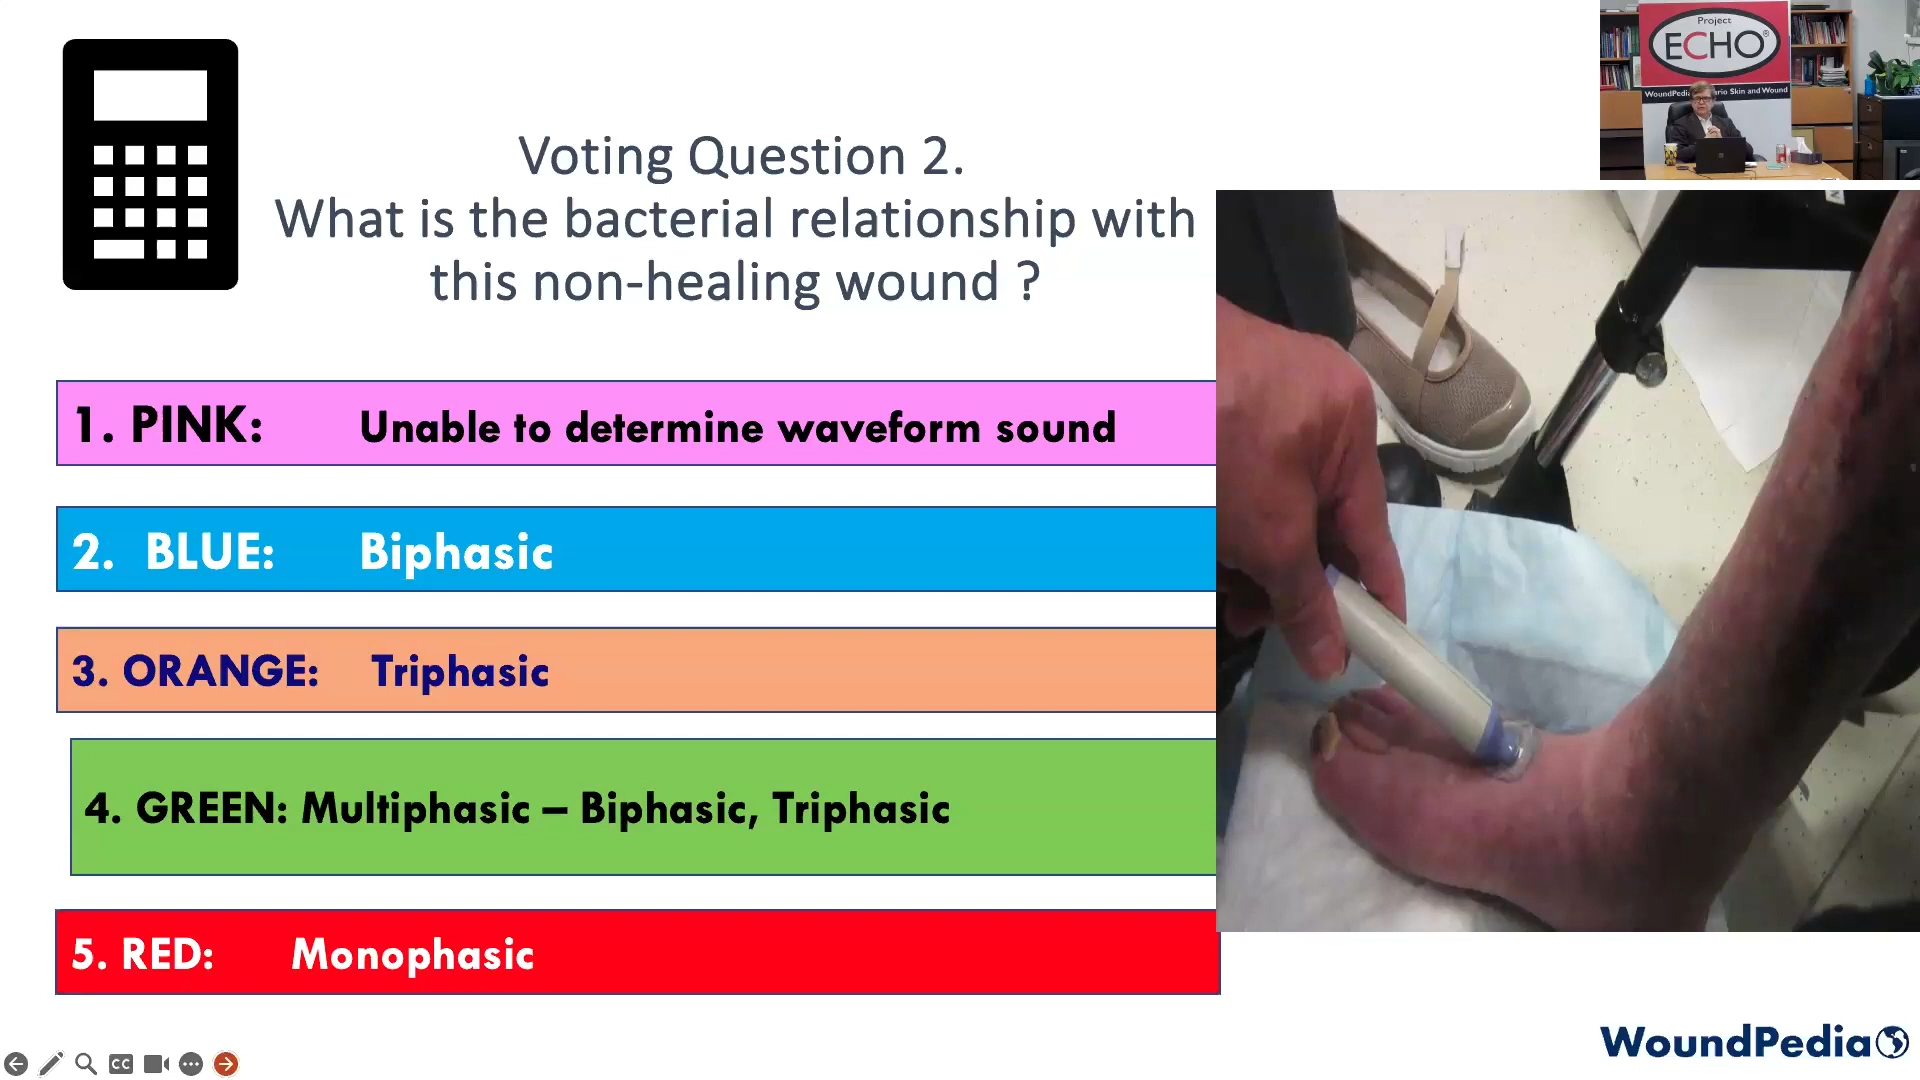 Project
ECHO®
Voting Question 2.
What is the bacterial relationship with
this non-healing wound ?
1. PINK: Unable to determine waveform sound
2. BLUE: Biphasic
3. ORANGE: Triphasic
4. GREEN: Multiphasic – Biphasic, Triphasic
5. RED: Monophasic
CC
WoundPedia